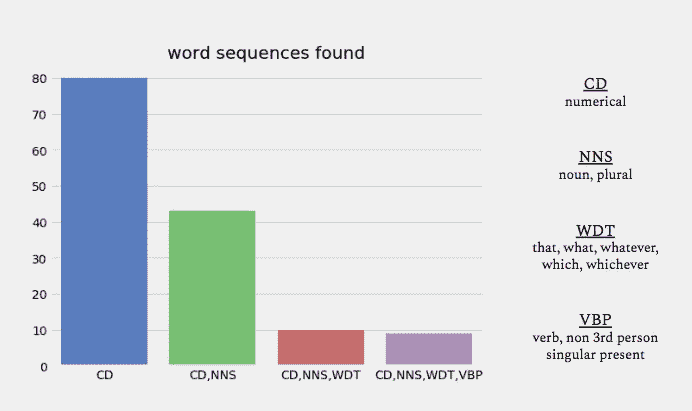 word sequences found
80
70
60
50
40
30
20
10
0
CD
CD,NNS
CD,NNS,WDT
CD,NNS,WDT,VBP
CD
numerical
NNS
noun, plural
WDT
that, what, whatever,
which, whichever
VBP
verb, non 3rd person
singular present